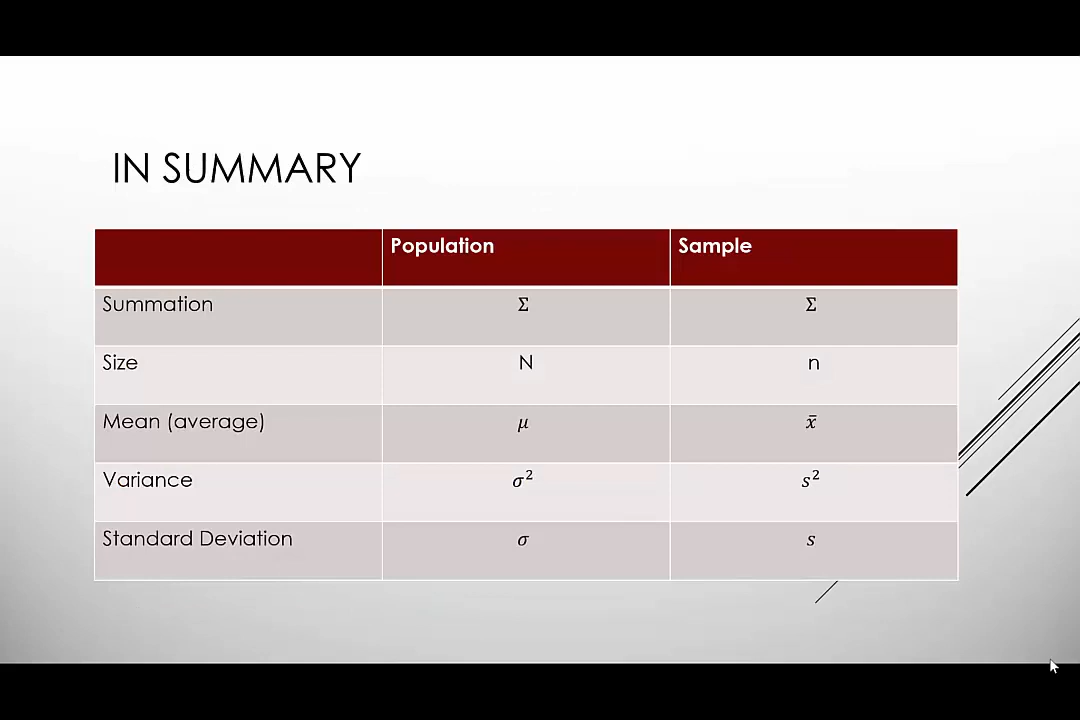 IN SUMMARY
Population Sample
Summation Σ Σ
Size N n
Mean (average) μ x̄
Variance σ² s²
Standard Deviation σ s